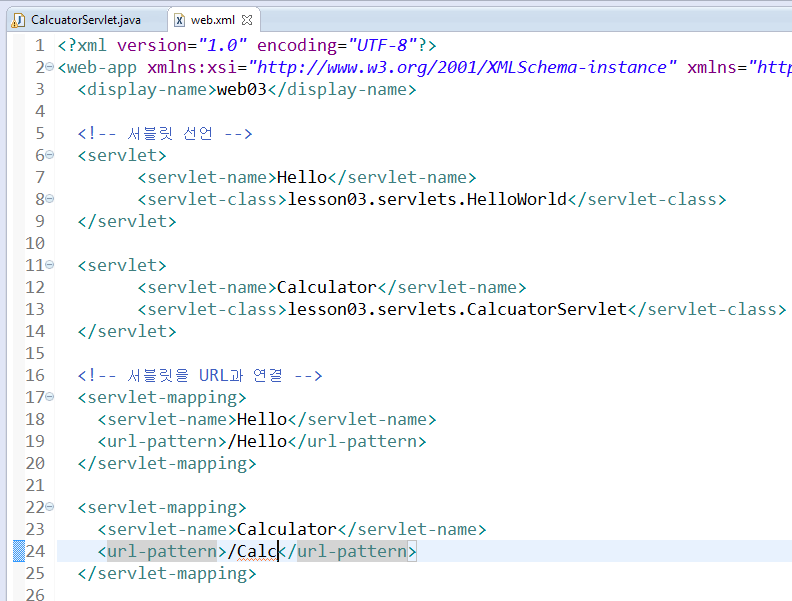 CalcuatorServlet.java web.xml
1 <?xml version="1.0" encoding="UTF-8"?>
2 <web-app xmlns:xsi="http://www.w3.org/2001/XMLSchema-instance" xmlns="http
3 <display-name>web03</display-name>
4
5 <!-- 서블릿 선언 -->
6 <servlet>
7 <servlet-name>Hello</servlet-name>
8 <servlet-class>lesson03.servlets.HelloWorld</servlet-class>
9 </servlet>
10
11 <servlet>
12 <servlet-name>Calculator</servlet-name>
13 <servlet-class>lesson03.servlets.CalcuatorServlet</servlet-class>
14 </servlet>
15
16 <!-- 서블릿을 URL과 연결 -->
17 <servlet-mapping>
18 <servlet-name>Hello</servlet-name>
19 <url-pattern>/Hello</url-pattern>
20 </servlet-mapping>
21
22 <servlet-mapping>
23 <servlet-name>Calculator</servlet-name>
24 <url-pattern>/Calc</url-pattern>
25 </servlet-mapping>
26